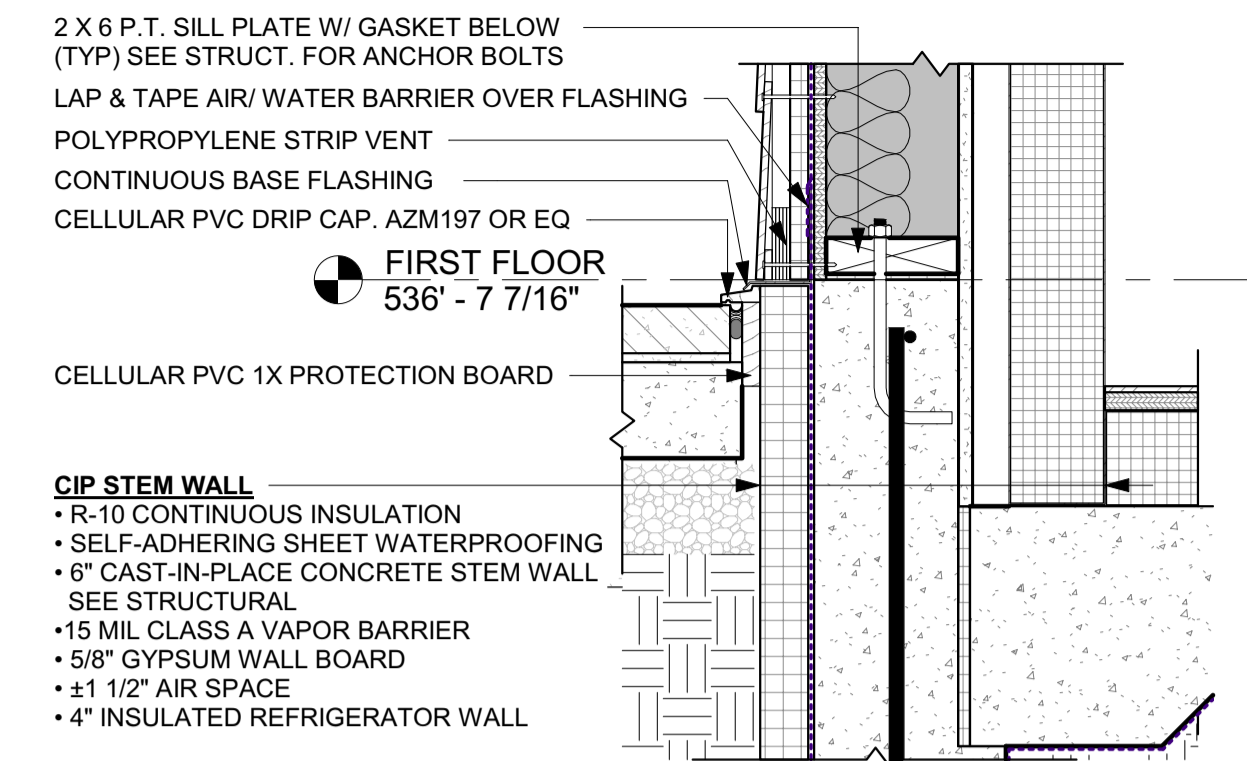 2 X 6 P.T. SILL PLATE W/ GASKET BELOW
(TYP) SEE STRUCT. FOR ANCHOR BOLTS
LAP & TAPE AIR/ WATER BARRIER OVER FLASHING
POLYPROPYLENE STRIP VENT
CONTINUOUS BASE FLASHING
CELLULAR PVC DRIP CAP. AZM197 OR EQ
FIRST FLOOR
536' - 7 7/16"
CELLULAR PVC 1X PROTECTION BOARD
CIP STEM WALL
• R-10 CONTINUOUS INSULATION
• SELF-ADHERING SHEET WATERPROOFING
• 6" CAST-IN-PLACE CONCRETE STEM WALL
SEE STRUCTURAL
•15 MIL CLASS A VAPOR BARRIER
• 5/8" GYPSUM WALL BOARD
• ±1 1/2" AIR SPACE
• 4" INSULATED REFRIGERATOR WALL